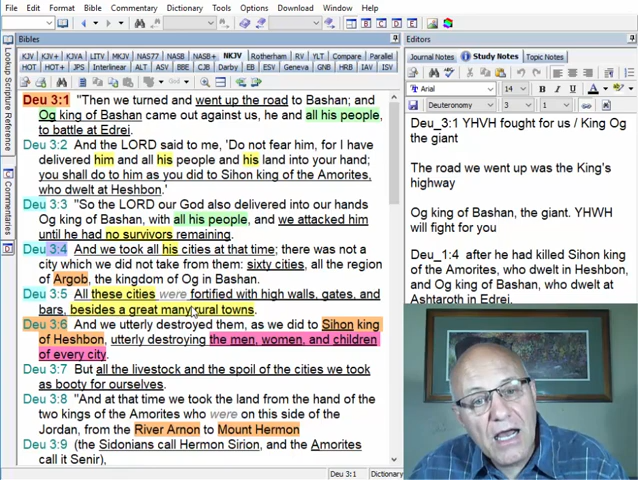 File Edit View Bible Commentary Dictionary Tools Options Download Window Help
Bibles
Editors
KJV KJV+ KJVA LITV MKJV NAS77 NASB NASB+ NKJV Rotherham RV YLT Compare Parallel
HOT HOT+ JPS Interlinear Darby EB ESV Geneva GNB HRB IAV ISV
Lookup Scripture Reference
Commentaries
Journal Notes Study Notes Topic Notes
Arial 14
Deuteronomy 3 1
Deu 3:1 "Then we turned and went up the road to Bashan; and
Og king of Bashan came out against us, he and all his people,
to battle at Edrei.
Deu 3:2 And the LORD said to me, 'Do not fear him, for I have
delivered him and all his people and his land into your hand;
you shall do to him as you did to Sihon king of the Amorites,
who dwelt at Heshbon.'
Deu 3:3 "So the LORD our God also delivered into our hands
Og king of Bashan, with all his people, and we attacked him
until he had no survivors remaining.
Deu 3:4 And we took all his cities at that time; there was not a
city which we did not take from them: sixty cities, all the region
of Argob, the kingdom of Og in Bashan.
Deu 3:5 All these cities were fortified with high walls, gates, and
bars, besides a great many rural towns.
Deu 3:6 And we utterly destroyed them, as we did to Sihon king
of Heshbon, utterly destroying the men, women, and children
of every city.
Deu 3:7 But all the livestock and the spoil of the cities we took
as booty for ourselves.
Deu 3:8 "And at that time we took the land from the hand of the
two kings of the Amorites who were on this side of the
Jordan, from the River Arnon to Mount Hermon
Deu 3:9 (the Sidonians call Hermon Sirion, and the Amorites
call it Senir),
Deu_3:1 YHVH fought for us / King Og
the giant
The road we went up was the King's
highway
Og king of Bashan, the giant. YHWH
will fight for you
Deu_1:4 after he had killed Sihon king
of the Amorites, who dwelt in Heshbon,
and Og king of Bashan, who dwelt at
Ashtaroth in Edrei.
Deu 3:1 Dictionary